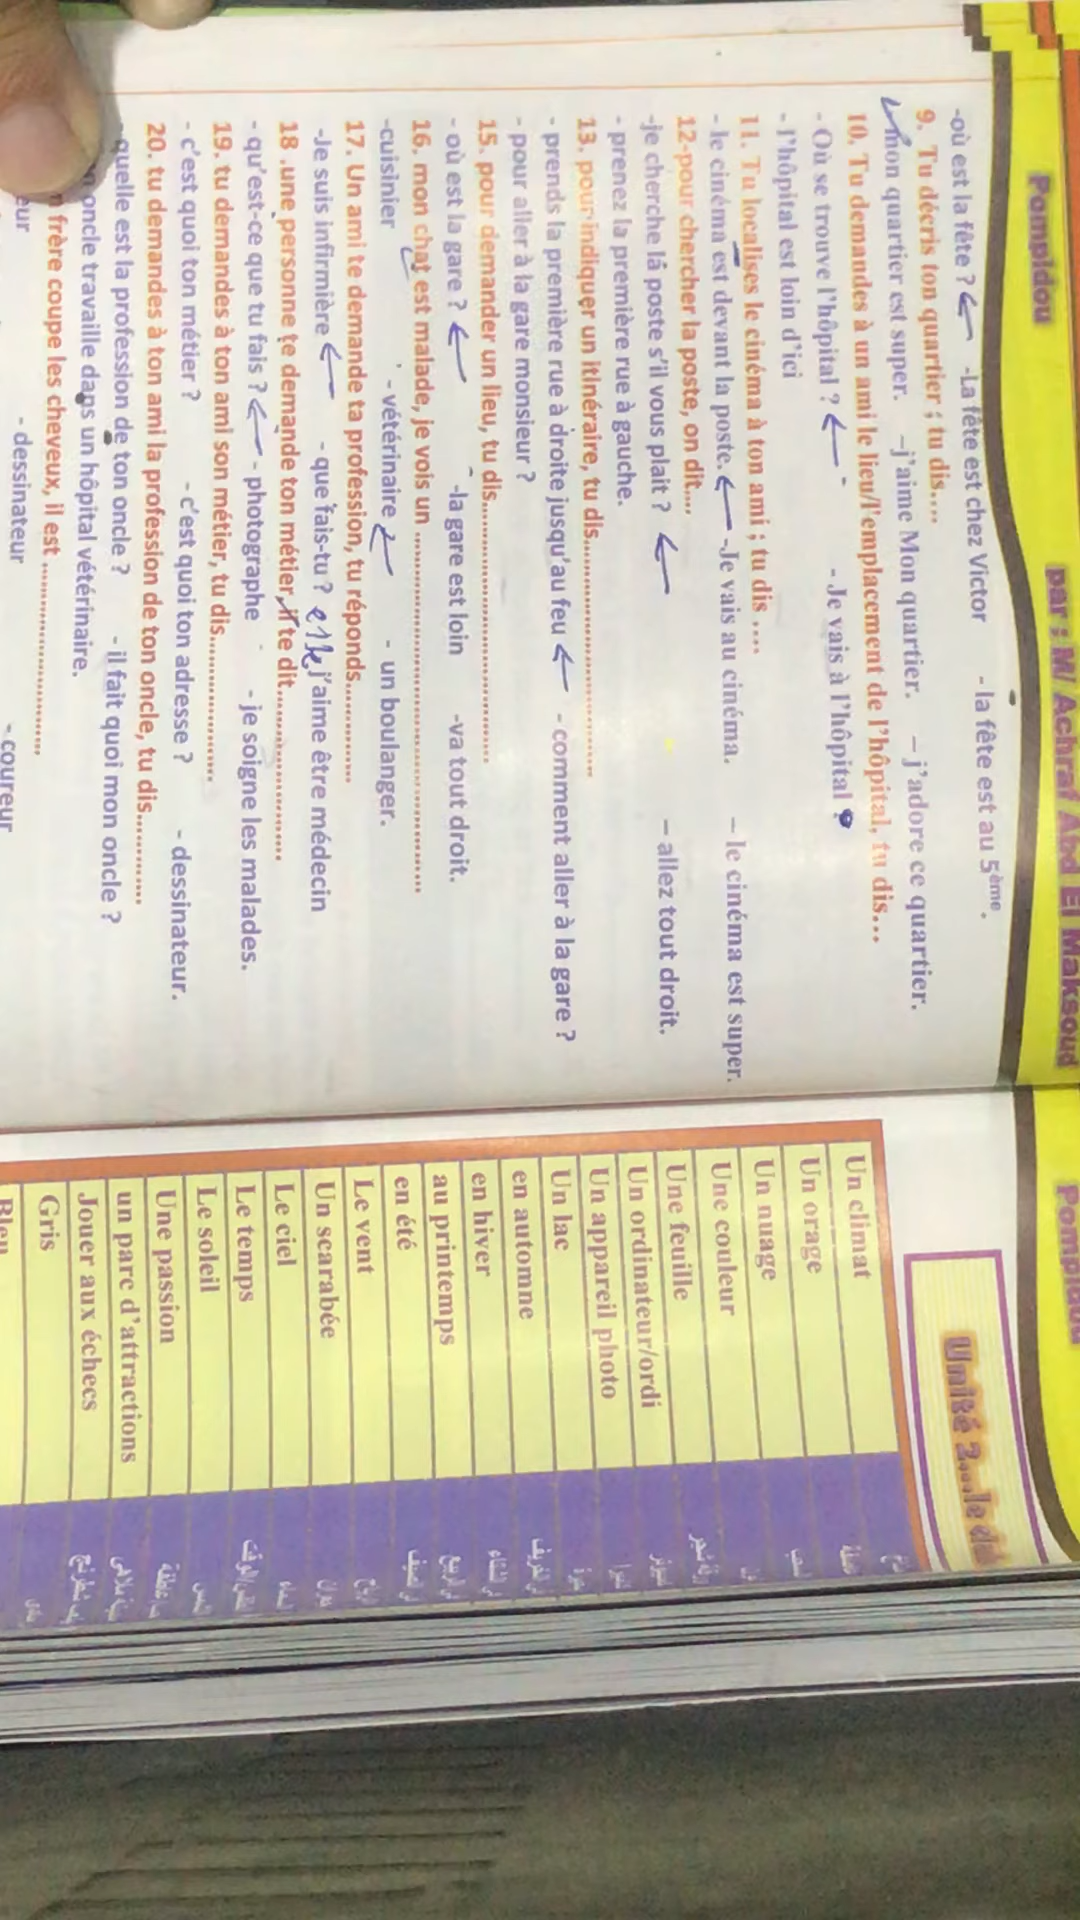 Pompidou par : M/ Achraf Abd El Maksoud
-où est la fête ? -La fête est chez Victor - la fête est au 5ème.
9. Tu décris ton quartier ; tu dis….
mon quartier est super. –j’aime Mon quartier. – j’adore ce quartier.
10. Tu demandes à un ami le lieu/l’emplacement de l’hôpital, tu dis…
- Où se trouve l’hôpital ? - Je vais à l’hôpital ?
- l’hôpital est loin d’ici
11. Tu localises le cinéma à ton ami ; tu dis ….
- le cinéma est devant la poste. -Je vais au cinéma. – le cinéma est super.
12-pour chercher la poste, on dit….
-je cherche la poste s’il vous plait ? – allez tout droit.
- prenez la première rue à gauche.
13. pour indiquer un itinéraire, tu dis....................
- prends la première rue à droite jusqu’au feu - comment aller à la gare ?
- pour aller à la gare monsieur ?
15. pour demander un lieu, tu dis....................
- où est la gare ? -la gare est loin -va tout droit.
16. mon chat est malade, je vois un ....................
-cuisinier - vétérinaire - un boulanger.
17. Un ami te demande ta profession, tu réponds............
-Je suis infirmière - que fais-tu ? j’aime être médecin
18 .une personne te demande ton métier, il te dit....................
- qu’est-ce que tu fais ? - photographe - je soigne les malades.
19. tu demandes à ton ami son métier, tu dis................
- c’est quoi ton métier ? - c’est quoi ton adresse ? - dessinateur.
20. tu demandes à ton ami la profession de ton oncle, tu dis............
quelle est la profession de ton oncle ? - il fait quoi mon oncle ?
oncle travaille dans un hôpital vétérinaire.
frère coupe les cheveux, il est ....................
eur - dessinateur - coureur
Unité 2....le
Un climat
Un orage
Un nuage
Une couleur
Une feuille
Un ordinateur/ordi
Un appareil photo
Un lac
en automne في الخريف
en hiver في الشتاء
au printemps في الربيع
en été في الصيف
Le vent
Un scarabée
Le ciel السماء
Le temps
Le soleil الشمس
Une passion
un parc d’attractions
Jouer aux échecs
Gris
Bleu